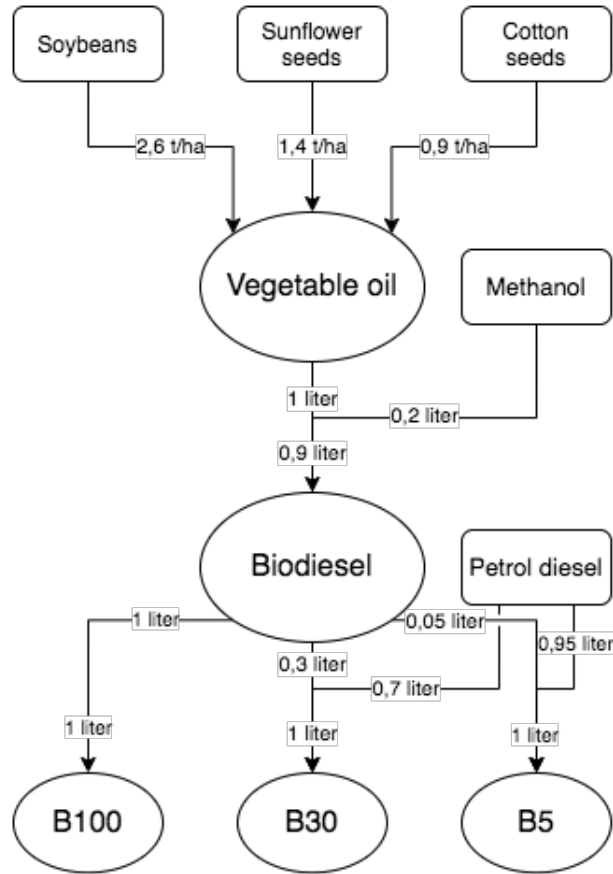 Soybeans
Sunflower
seeds
Cotton
seeds
2,6 t/ha
1,4 t/ha
0,9 t/ha
Vegetable oil
Methanol
1 liter
0,2 liter
0,9 liter
Biodiesel
Petrol diesel
1 liter
0,05 liter
0,95 liter
0,3 liter
0,7 liter
1 liter
1 liter
1 liter
B100
B30
B5